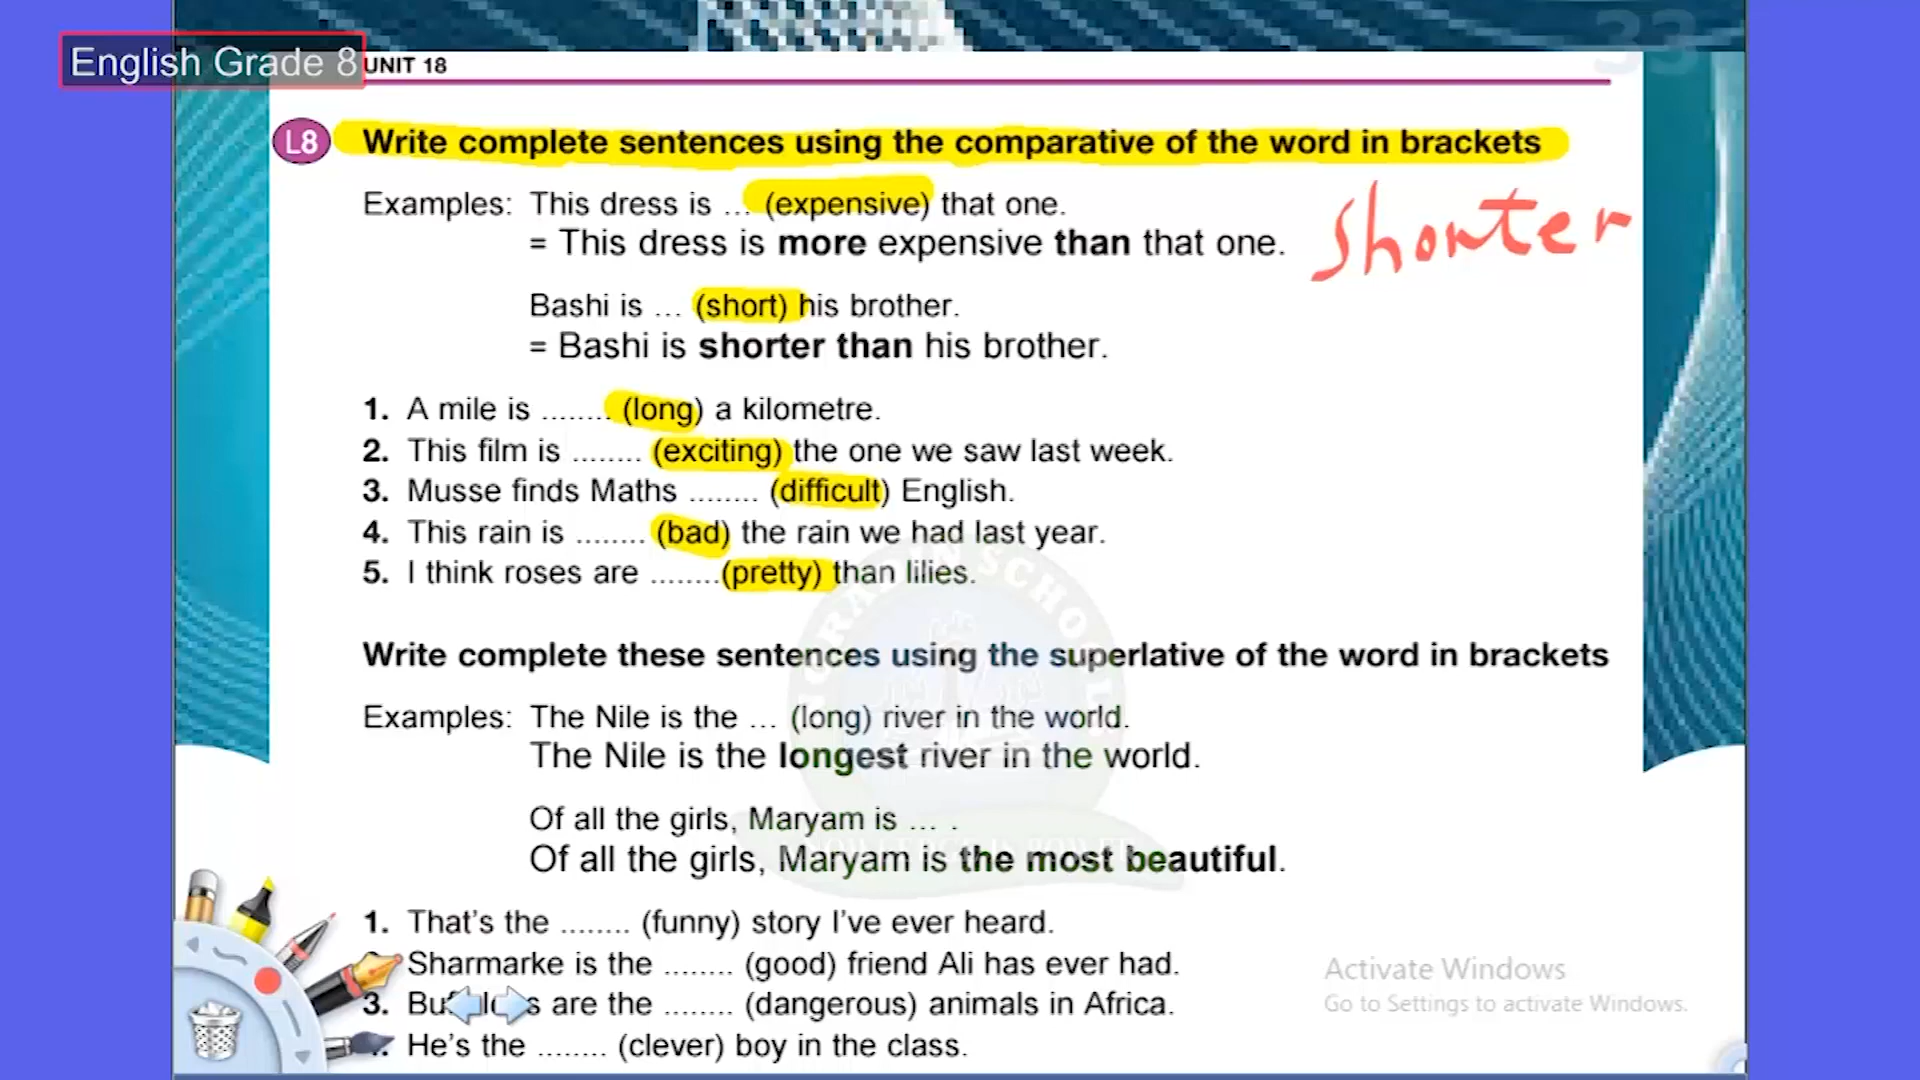 English Grade 8
UNIT 18
33
L8 Write complete sentences using the comparative of the word in brackets
Examples: This dress is ... (expensive) that one.
= This dress is more expensive than that one.
Shorter
Bashi is ... (short) his brother.
= Bashi is shorter than his brother.
1. A mile is ........ (long) a kilometre.
2. This film is ........ (exciting) the one we saw last week.
3. Musse finds Maths ........ (difficult) English.
4. This rain is ........ (bad) the rain we had last year.
5. I think roses are ........(pretty) than lilies.
Write complete these sentences using the superlative of the word in brackets
Examples: The Nile is the ... (long) river in the world.
The Nile is the longest river in the world.
Of all the girls, Maryam is ... .
Of all the girls, Maryam is the most beautiful.
1. That's the ........ (funny) story I've ever heard.
Sharmarke is the ........ (good) friend Ali has ever had.
3. are the ........ (dangerous) animals in Africa.
He's the ........ (clever) boy in the class.
Activate Windows
Go to Settings to activate Windows.